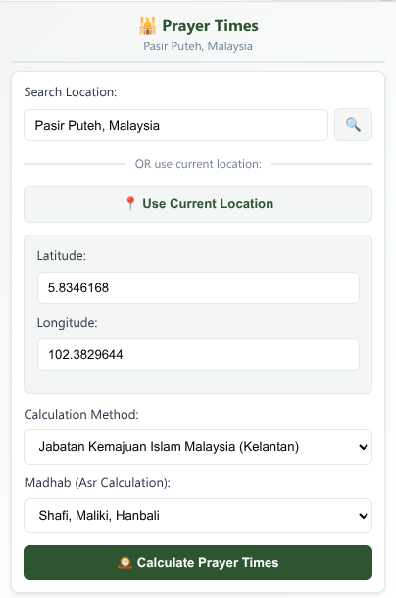 🕌 Prayer Times
Pasir Puteh, Malaysia
Search Location:
Pasir Puteh, Malaysia
🔍
OR use current location:
📍 Use Current Location
Latitude:
5.8346168
Longitude:
102.3829644
Calculation Method:
Jabatan Kemajuan Islam Malaysia (Kelantan)
Madhab (Asr Calculation):
Shafi, Maliki, Hanbali
🕰️ Calculate Prayer Times